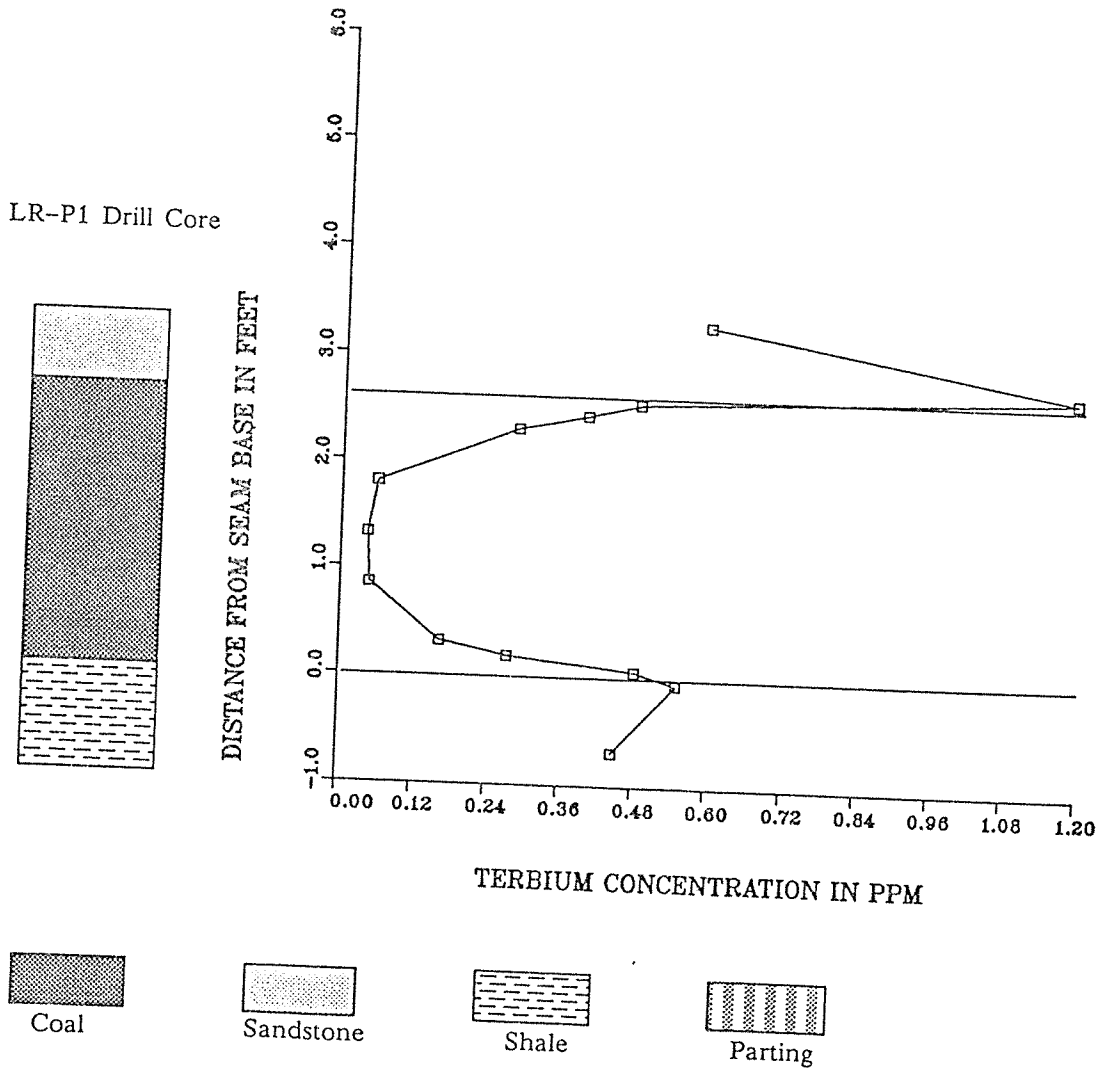 LR-P1 Drill Core
DISTANCE FROM SEAM BASE IN FEET
6.0
5.0
4.0
3.0
2.0
1.0
0.0
-1.0
0.00 0.12 0.24 0.36 0.48 0.60 0.72 0.84 0.96 1.08 1.20
TERBIUM CONCENTRATION IN PPM
Coal
Sandstone
Shale
Parting